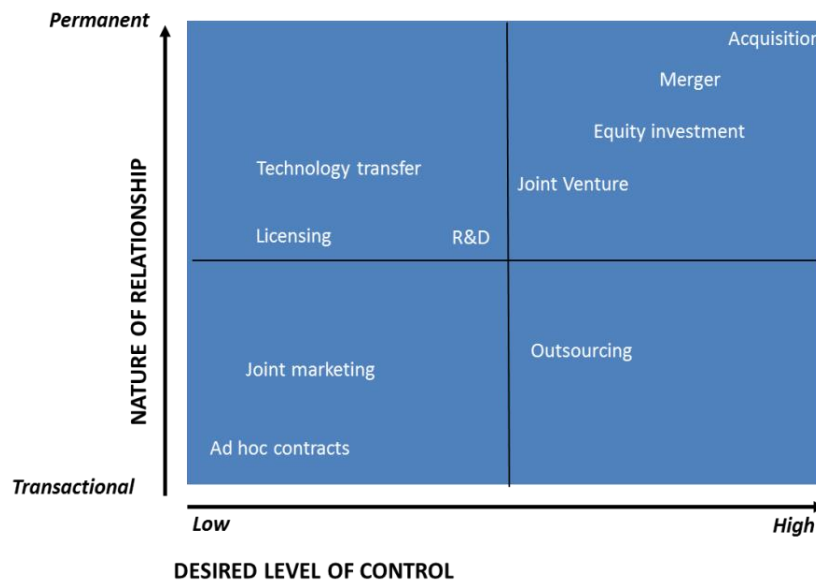 Permanent
Acquisition
Merger
Equity investment
Technology transfer
Joint Venture
Licensing
R&D
NATURE OF RELATIONSHIP
Outsourcing
Joint marketing
Ad hoc contracts
Transactional
Low
High
DESIRED LEVEL OF CONTROL